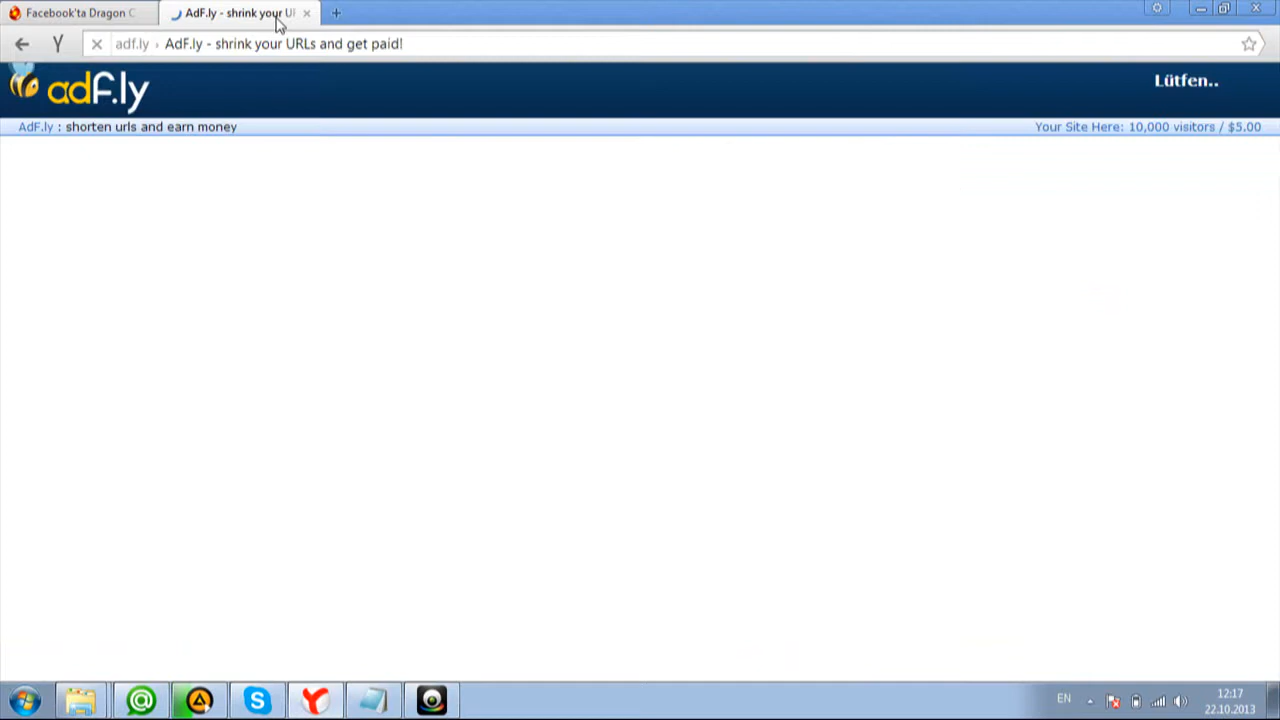 Facebook'ta Dragon C
AdF.ly - shrink your UR
adf.ly › AdF.ly - shrink your URLs and get paid!
adf.ly
Lütfen..
AdF.ly : shorten urls and earn money
Your Site Here: 10,000 visitors / $5.00
EN
12:17
22.10.2013